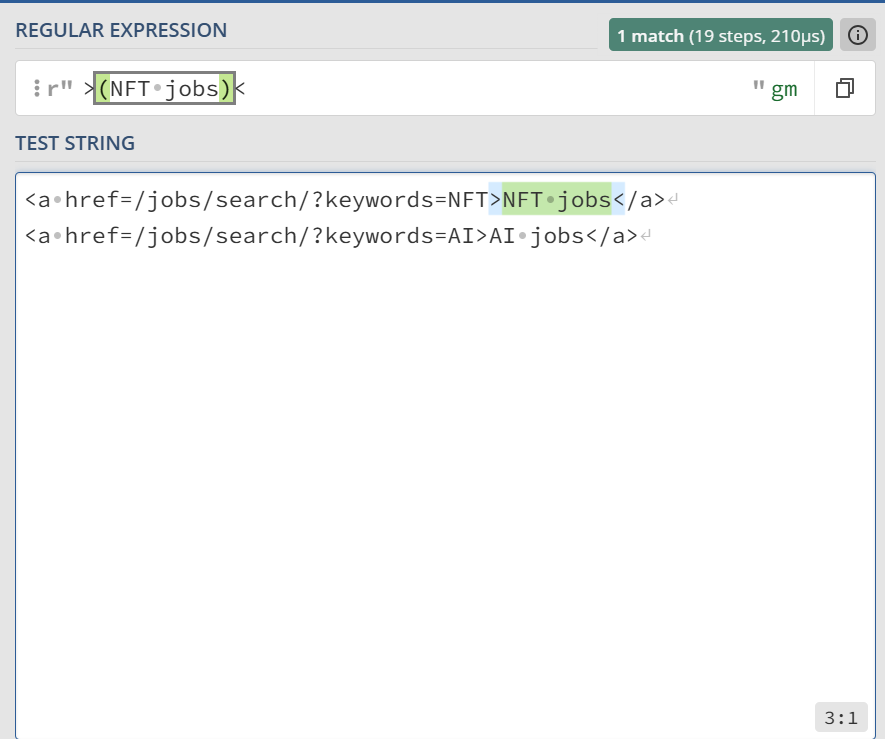 REGULAR EXPRESSION
1 match (19 steps, 210μs)
r" >(NFT jobs)< " gm
TEST STRING
<a href=/jobs/search/?keywords=NFT>NFT jobs</a>
<a href=/jobs/search/?keywords=AI>AI jobs</a>
3:1